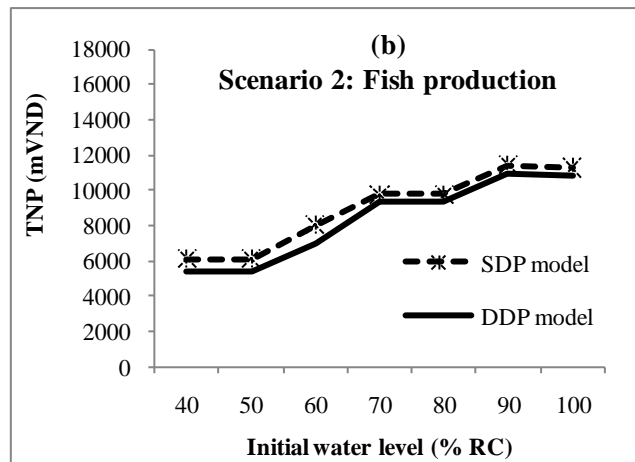 (b)
Scenario 2: Fish production
TNP (mVND)
18000
16000
14000
12000
10000
8000
6000
4000
2000
0
SDP model
DDP model
40 50 60 70 80 90 100
Initial water level (% RC)